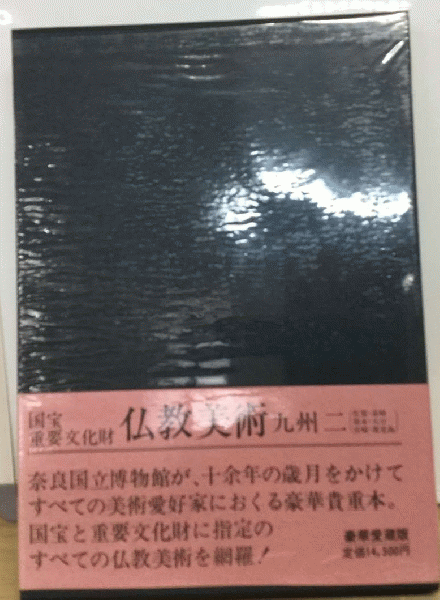 国宝
重要文化財
仏教美術 九州 二
奈良国立博物館が、十余年の歳月をかけて
すべての美術愛好家におくる豪華貴重本。
国宝と重要文化財に指定の
すべての仏教美術を網羅!
豪華愛蔵版
定価14,500円